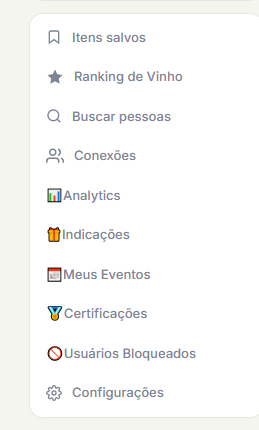 Itens salvos
Ranking de Vinho
Buscar pessoas
Conexões
Analytics
Indicações
Meus Eventos
Certificações
Usuários Bloqueados
Configurações